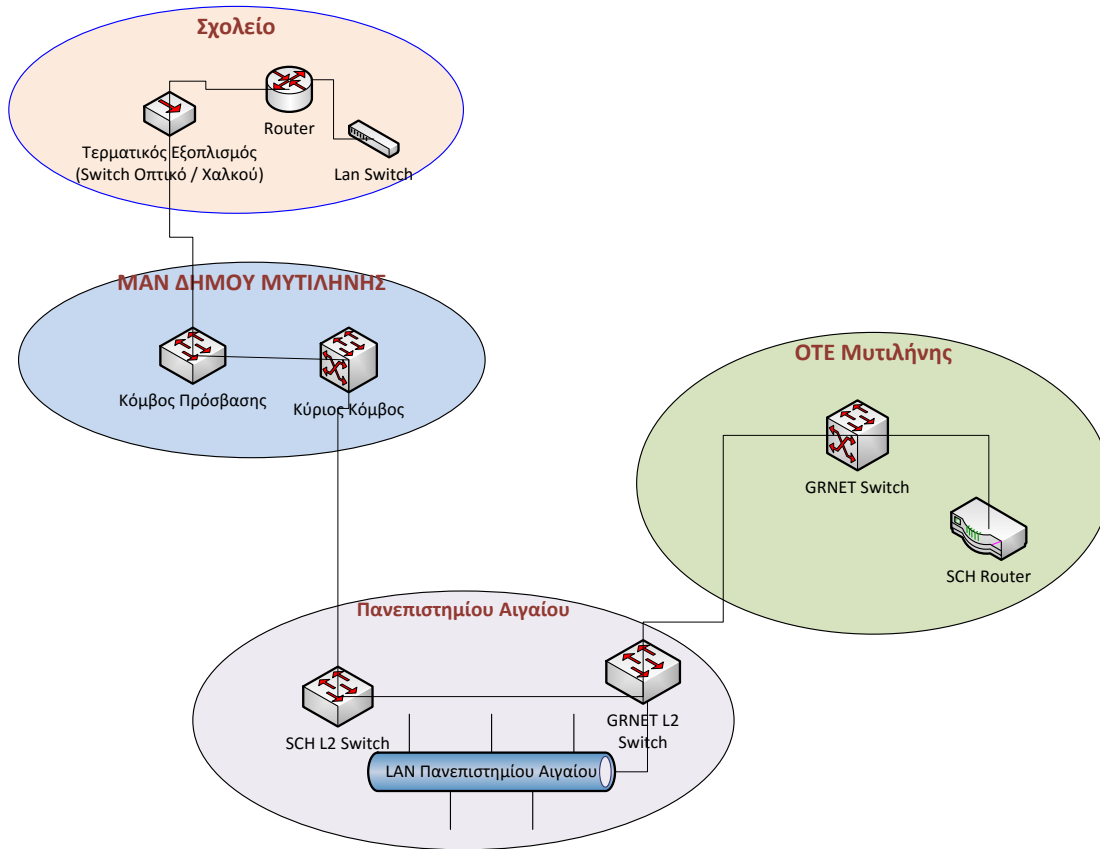 Σχολείο
Router
Τερματικός Εξοπλισμός
(Switch Οπτικό / Χαλκού)
Lan Switch
ΜΑΝ ΔΗΜΟΥ ΜΥΤΙΛΗΝΗΣ
Κόμβος Πρόσβασης
Κύριος Κόμβος
ΟΤΕ Μυτιλήνης
GRNET Switch
SCH Router
Πανεπιστημίου Αιγαίου
SCH L2 Switch
GRNET L2
Switch
LAN Πανεπιστημίου Αιγαίου